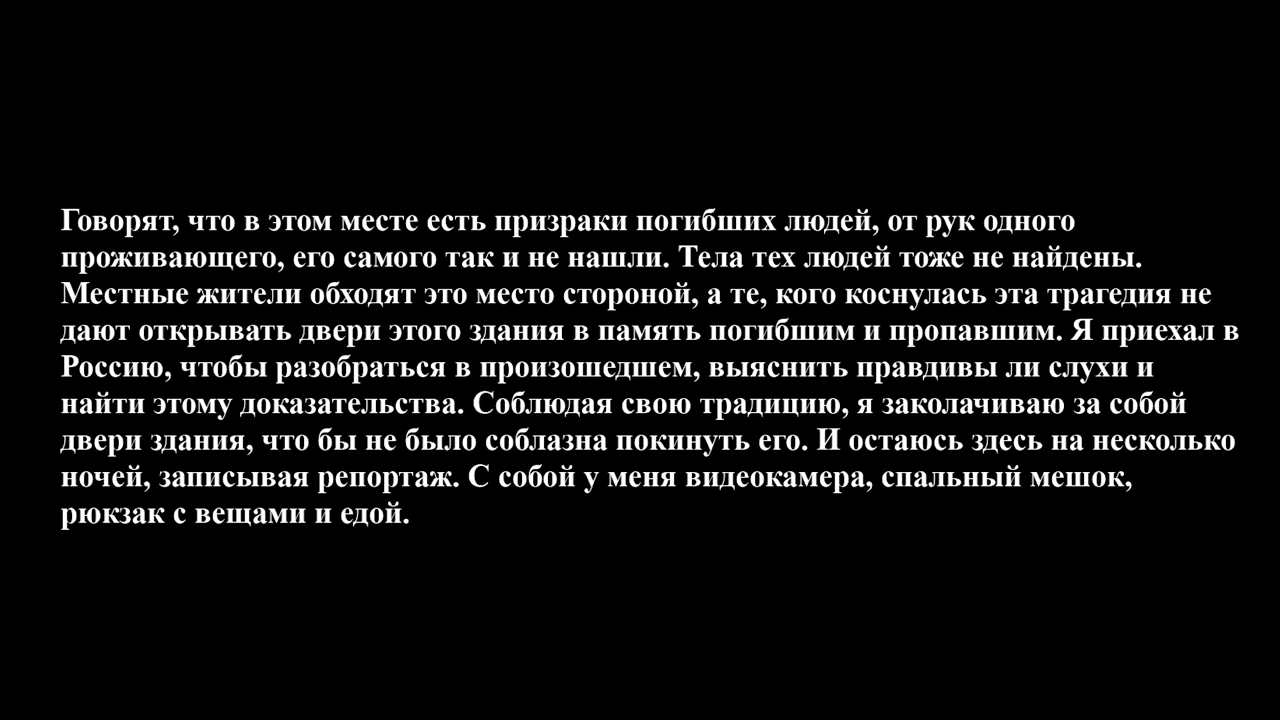 Говорят, что в этом месте есть призраки погибших людей, от рук одного
проживающего, его самого так и не нашли. Тела тех людей тоже не найдены.
Местные жители обходят это место стороной, а те, кого коснулась эта трагедия не
дают открывать двери этого здания в память погибшим и пропавшим. Я приехал в
Россию, чтобы разобраться в произошедшем, выяснить правдивы ли слухи и
найти этому доказательства. Соблюдая свою традицию, я заколачиваю за собой
двери здания, что бы не было соблазна покинуть его. И остаюсь здесь на несколько
ночей, записывая репортаж. С собой у меня видеокамера, спальный мешок,
рюкзак с вещами и едой.